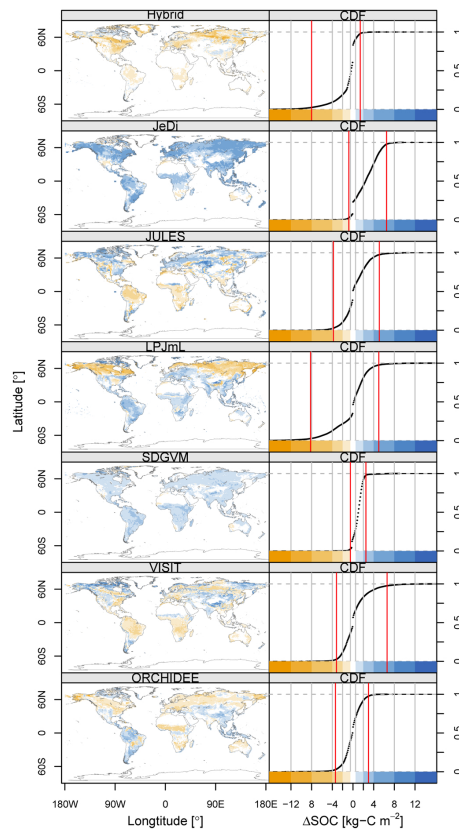 Hybrid CDF
60N
0
60S
0 0.5 1
JeDi CDF
60N
0
60S
0 0.5 1
JULES CDF
60N
0
60S
0 0.5 1
LPJmL CDF
60N
0
60S
0 0.5 1
SDGVM CDF
60N
0
60S
0 0.5 1
VISIT CDF
60N
0
60S
0 0.5 1
ORCHIDEE CDF
60N
0
60S
0 0.5 1
Latitude [°]
180W 90W 0 90E 180E −12 −8 −4 0 4 8 12
Longtitude [°] ΔSOC [kg−C m⁻²]